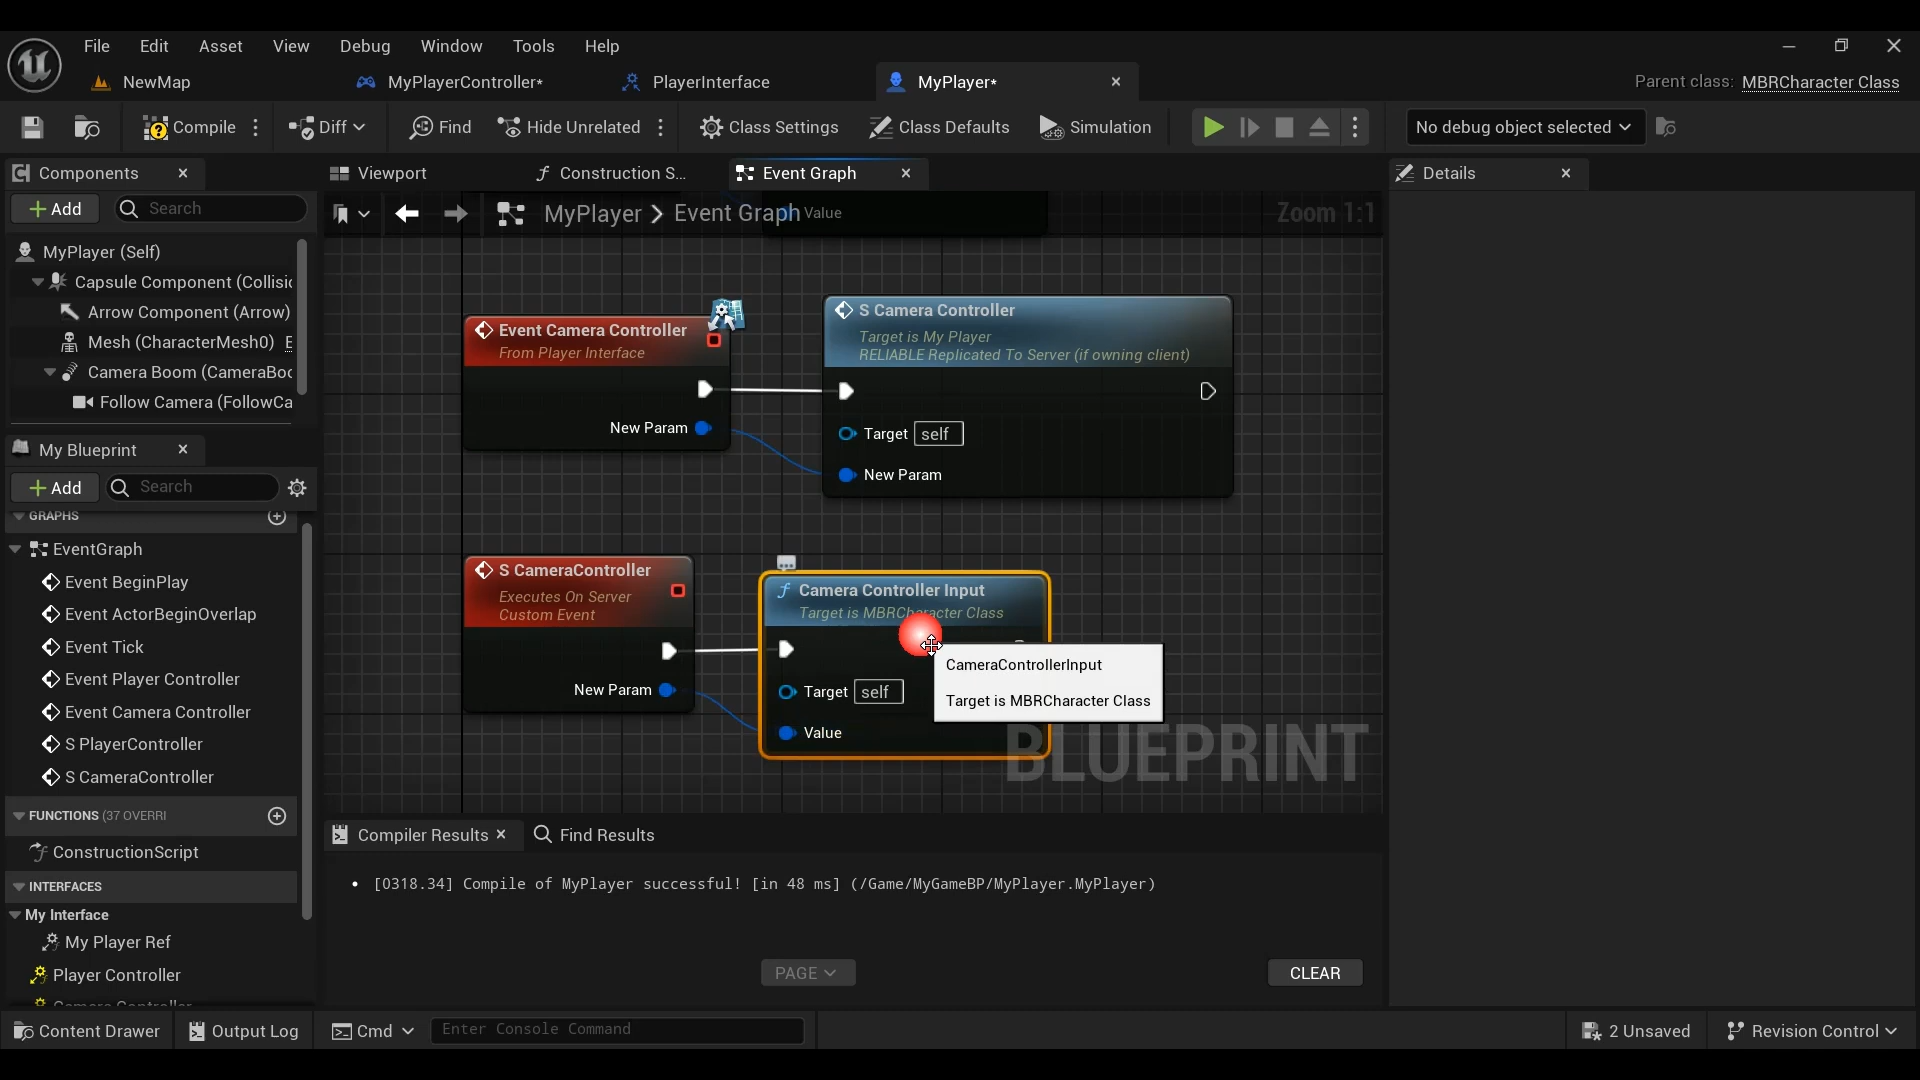 File Edit Asset View Debug Window Tools Help
NewMap MyPlayerController* PlayerInterface MyPlayer* Parent class: MBRCharacter Class
Compile Diff Find Hide Unrelated Class Settings Class Defaults Simulation No debug object selected
Components Viewport Construction S... Event Graph Details
Add Search
MyPlayer > Event Graph Value Zoom 1:1
MyPlayer (Self)
Capsule Component (Collisi
Arrow Component (Arrow)
Mesh (CharacterMesh0) E
Camera Boom (CameraBoo
Follow Camera (FollowCa
My Blueprint
Add Search
GRAPHS
EventGraph
Event BeginPlay
Event ActorBeginOverlap
Event Tick
Event Player Controller
Event Camera Controller
S PlayerController
S CameraController
FUNCTIONS (37 OVERRI
ConstructionScript
INTERFACES
My Interface
My Player Ref
Player Controller
Event Camera Controller
From Player Interface
New Param
S Camera Controller
Target is My Player
RELIABLE Replicated To Server (if owning client)
Target self
New Param
S CameraController
Executes On Server
Custom Event
New Param
Camera Controller Input
Target is MBRCharacter Class
Target self
Value
CameraControllerInput
Target is MBRCharacter Class
BLUEPRINT
Compiler Results Find Results
[0318.34] Compile of MyPlayer successful! [in 48 ms] (/Game/MyGameBP/MyPlayer.MyPlayer)
PAGE CLEAR
Content Drawer Output Log Cmd Enter Console Command 2 Unsaved Revision Control